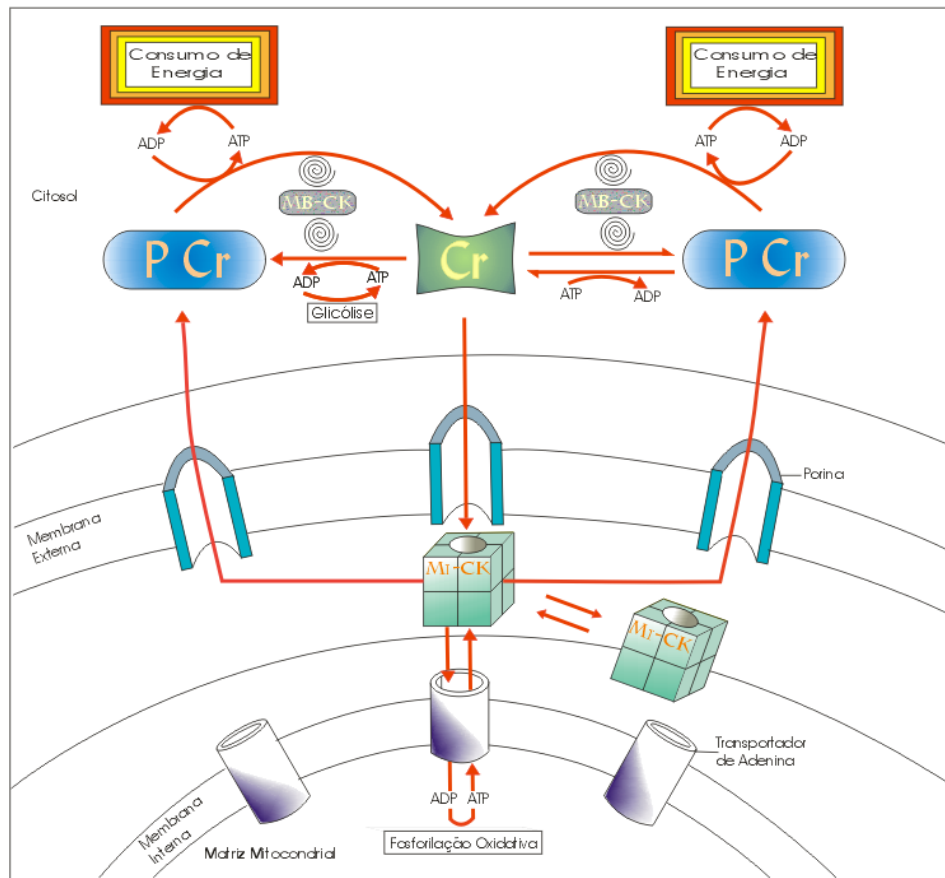 Consumo de
Energia
Consumo de
Energia
ADP
ATP
ATP
ADP
Citosol
MB-CK
MB-CK
P Cr
Cr
P Cr
ADP
ATP
ATP
ADP
Glicólise
Porina
Membrana
Externa
MI-CK
MI-CK
Transportador
de Adenina
ADP
ATP
Membrana
Interna
Matriz Mitocondrial
Fosforilação Oxidativa